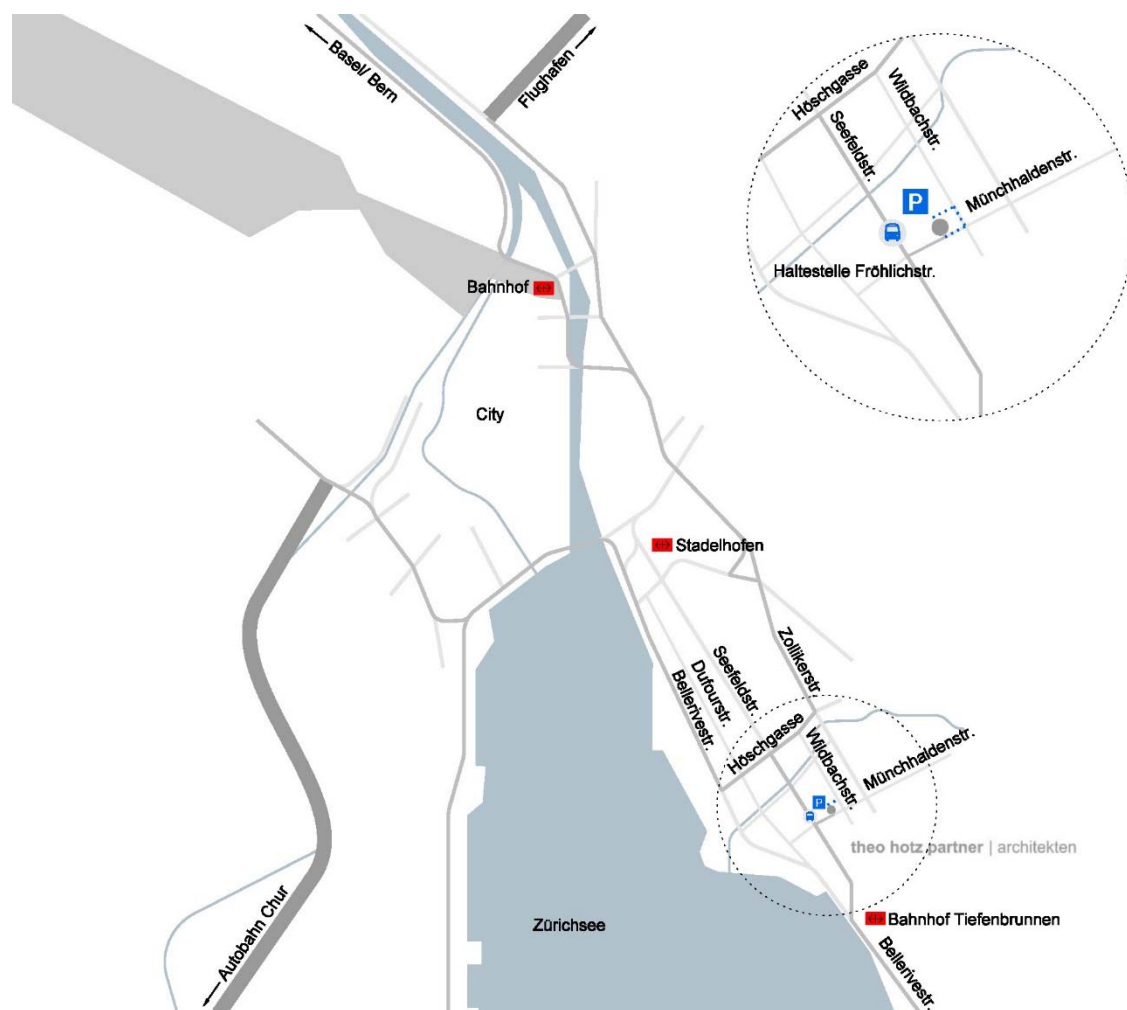 Basel/ Bern
Flughafen
Höschgasse
Seefeldstr.
Wildbachstr.
Münchhaldenstr.
P
Haltestelle Fröhlichstr.
Bahnhof
City
Stadelhofen
Zollikerstr
Seefeldstr.
Dufourstr.
Bellerivestr.
Höschgasse
Wildbachstr.
Münchhaldenstr.
P
theo hotz partner | architekten
Bahnhof Tiefenbrunnen
Zürichsee
Autobahn Chur
Bellerivestr.